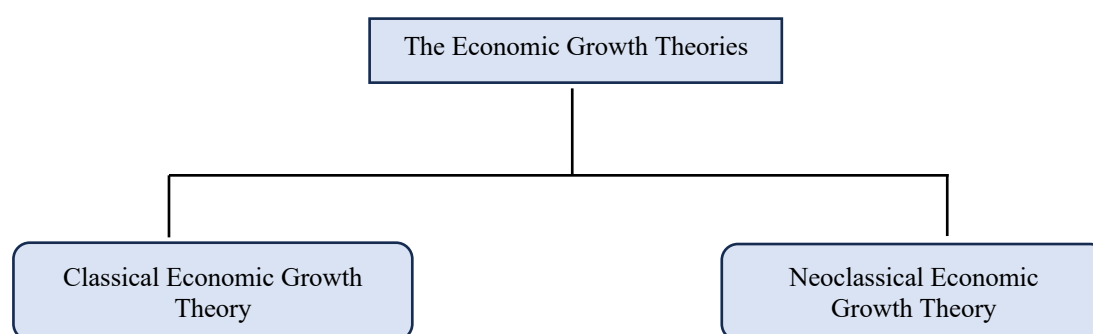 The Economic Growth Theories
Classical Economic Growth
Theory
Neoclassical Economic
Growth Theory